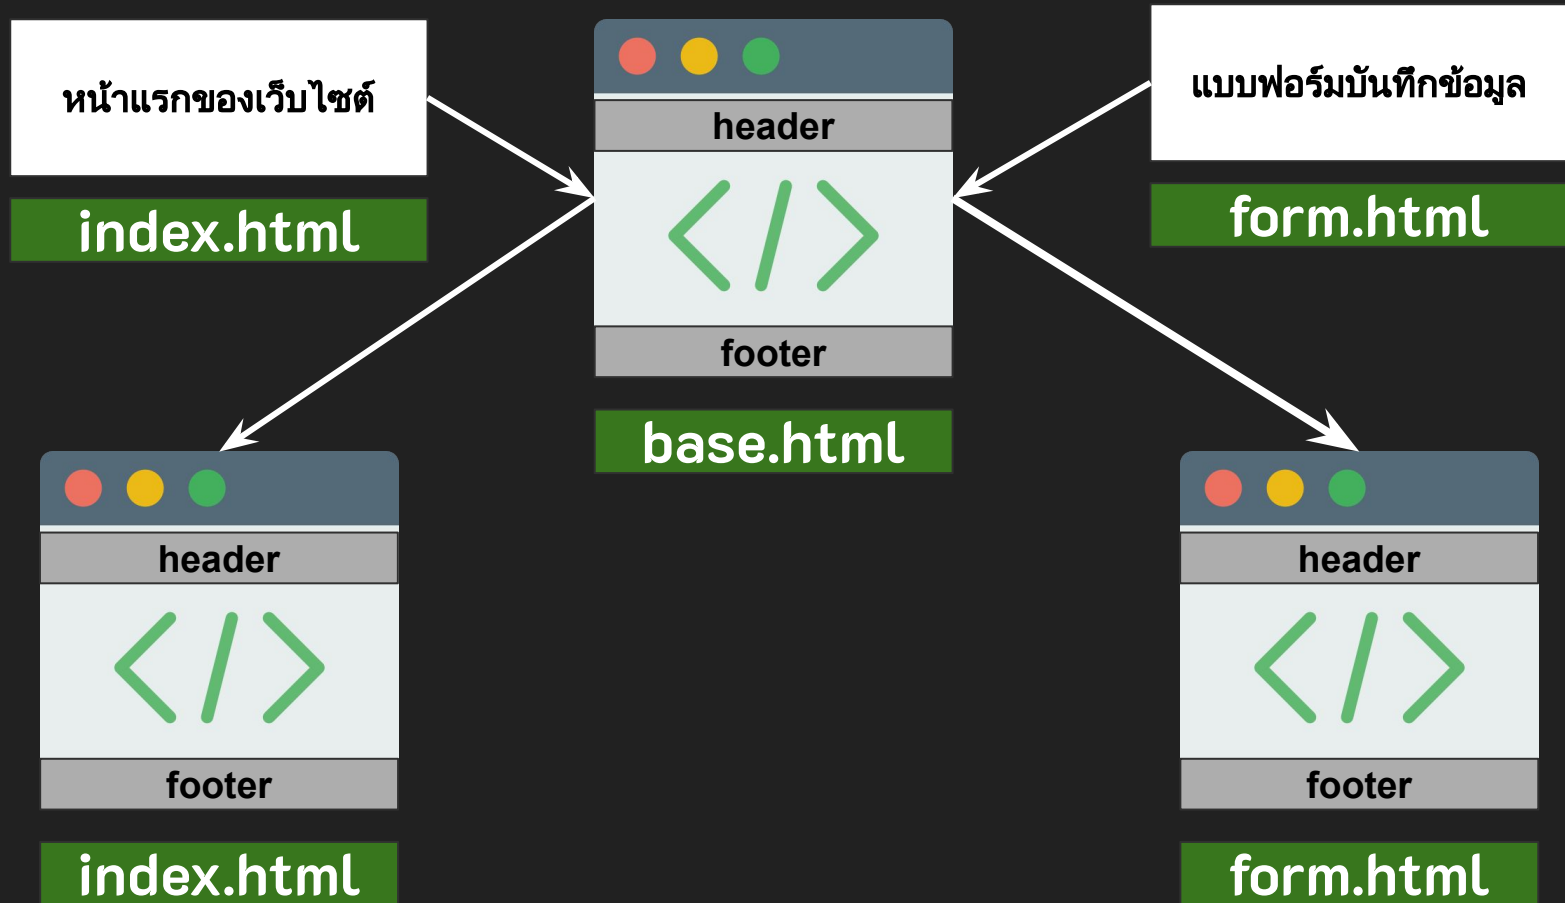 หน้าแรกของเว็บไซต์
index.html
header
</>
footer
base.html
แบบฟอร์มบันทึกข้อมูล
form.html
header
</>
footer
index.html
header
</>
footer
form.html